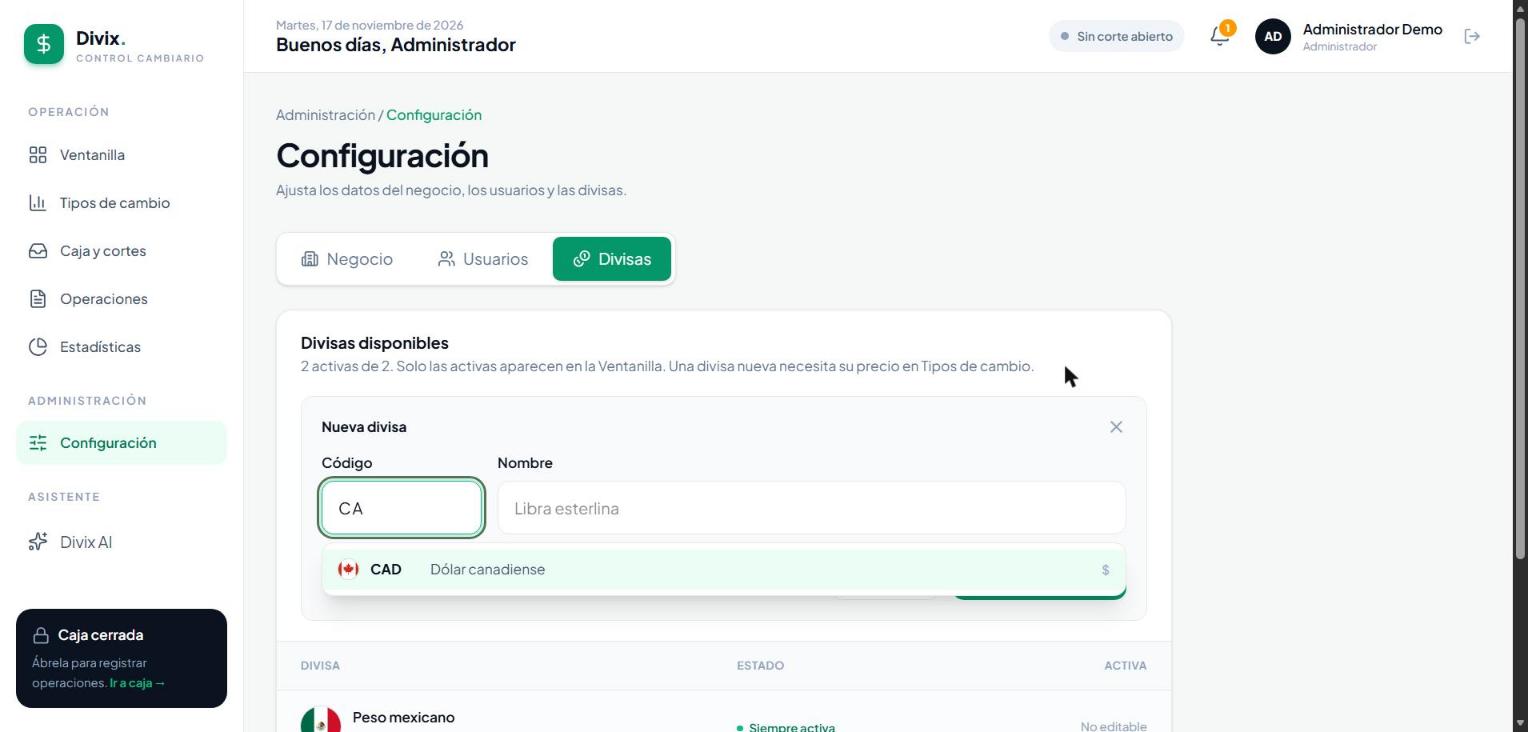 Divix.
CONTROL CAMBIARIO
OPERACIÓN
Ventanilla
Tipos de cambio
Caja y cortes
Operaciones
Estadísticas
ADMINISTRACIÓN
Configuración
ASISTENTE
Divix AI
Caja cerrada
Ábrela para registrar
operaciones. Ir a caja →
Martes, 17 de noviembre de 2026
Buenos días, Administrador
Sin corte abierto
1
AD
Administrador Demo
Administrador
Administración / Configuración
Configuración
Ajusta los datos del negocio, los usuarios y las divisas.
Negocio
Usuarios
Divisas
Divisas disponibles
2 activas de 2. Solo las activas aparecen en la Ventanilla. Una divisa nueva necesita su precio en Tipos de cambio.
Nueva divisa
Código
Nombre
CA
Libra esterlina
CAD
Dólar canadiense
$
DIVISA
ESTADO
ACTIVA
Peso mexicano
Siempre activa
No editable